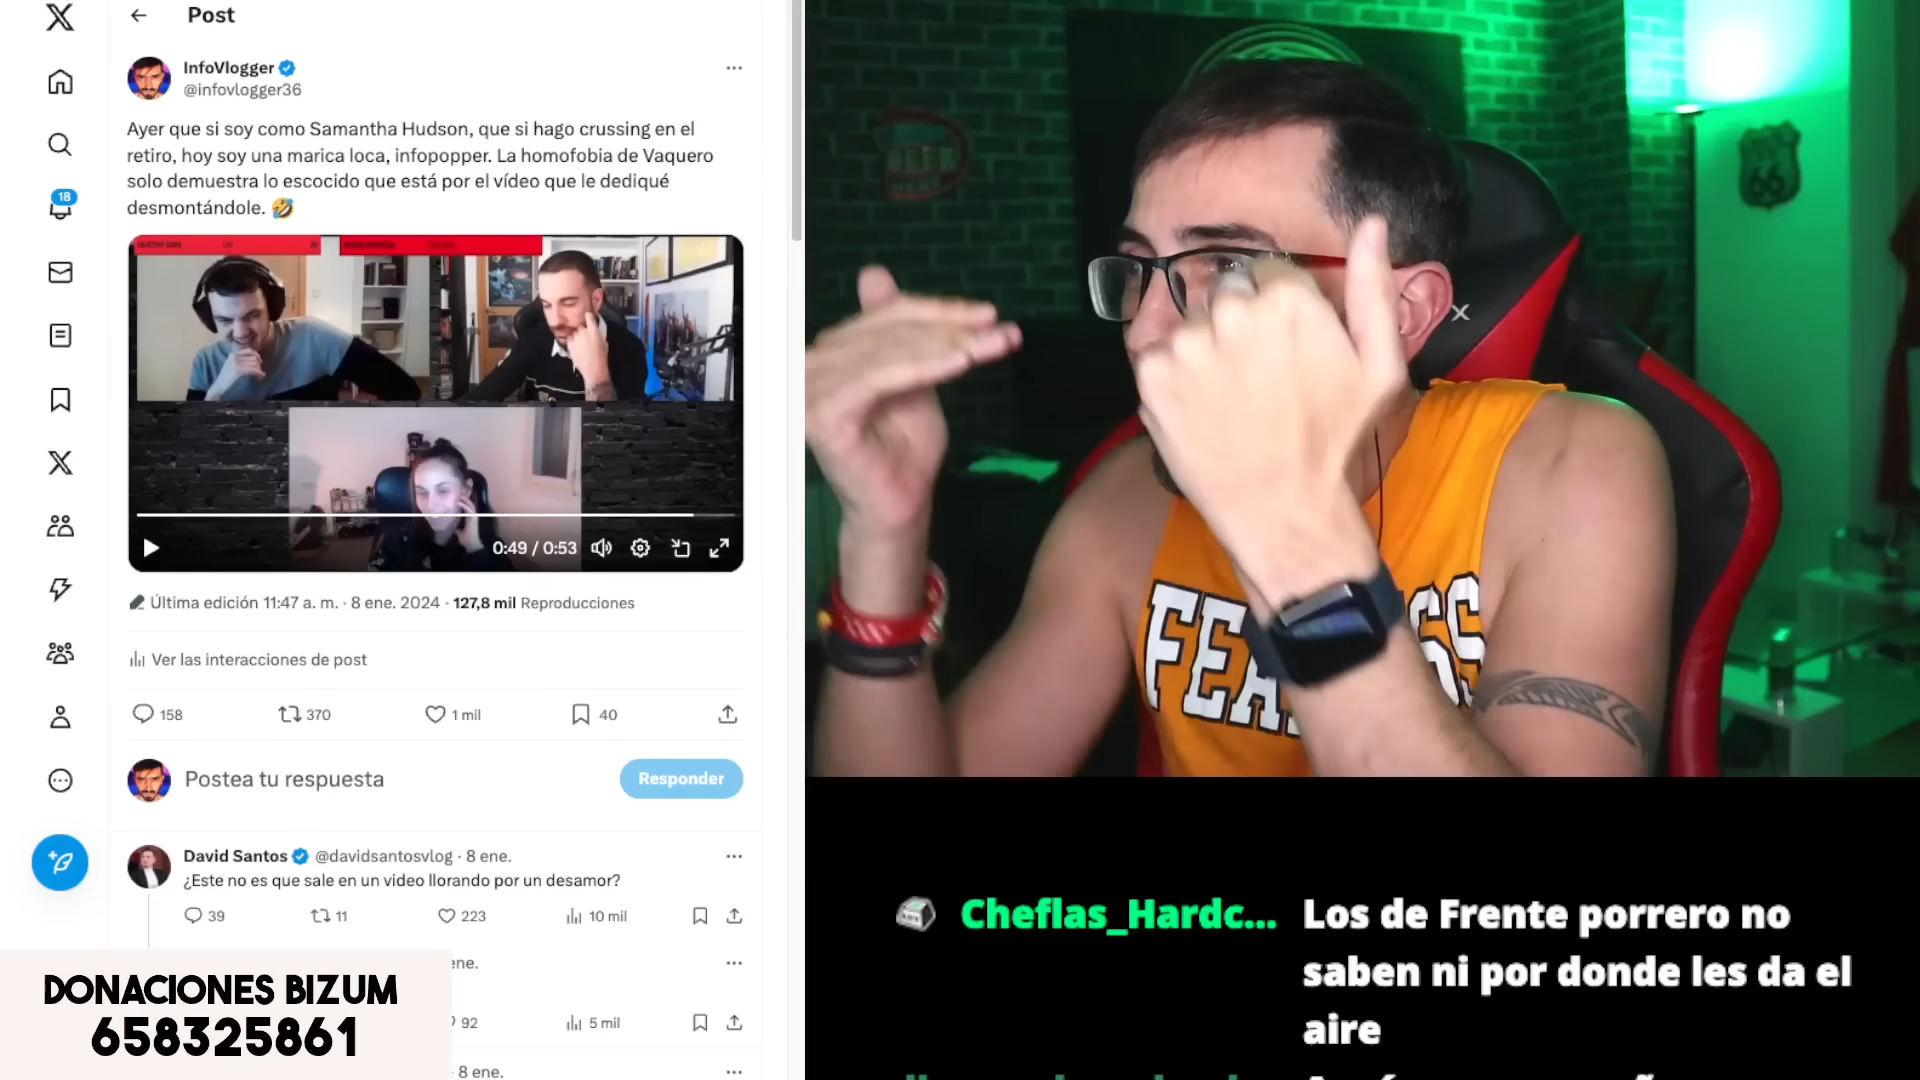 Post
InfoVlogger
@infovlogger36
Ayer que si soy como Samantha Hudson, que si hago crussing en el
retiro, hoy soy una marica loca, infopopper. La homofobia de Vaquero
solo demuestra lo escocido que está por el vídeo que le dediqué
desmontándole. 🤣
0:49 / 0:53
Última edición 11:47 a. m. · 8 ene. 2024 · 127,8 mil Reproducciones
Ver las interacciones de post
158 370 1 mil 40
Postea tu respuesta
Responder
David Santos @davidsantosvlog · 8 ene.
¿Este no es que sale en un video llorando por un desamor?
39 11 223 10 mil
ene.
92 5 mil
· 8 ene.
18
DONACIONES BIZUM
658325861
66
FEA
SS
Cheflas_Hardc... Los de Frente porrero no
saben ni por donde les da el
aire